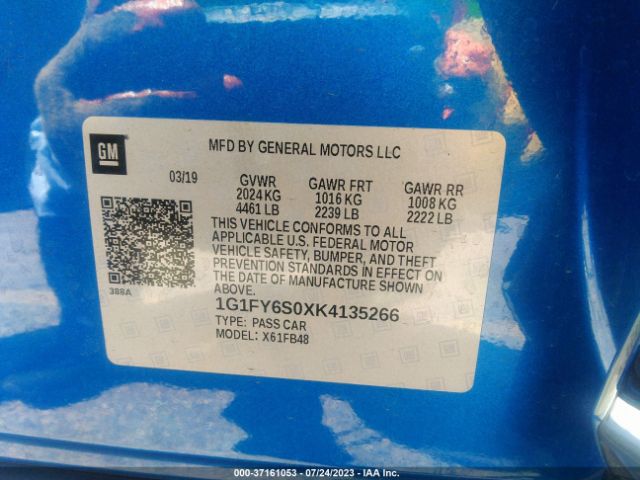 GM
MFD BY GENERAL MOTORS LLC
03/19
GVWR GAWR FRT GAWR RR
2024 KG 1016 KG 1008 KG
4461 LB 2239 LB 2222 LB
THIS VEHICLE CONFORMS TO ALL
APPLICABLE U.S. FEDERAL MOTOR
VEHICLE SAFETY, BUMPER, AND THEFT
PREVENTION STANDARDS IN EFFECT ON
THE DATE OF MANUFACTURE SHOWN
ABOVE.
388A
1G1FY6S0XK4135266
TYPE: PASS CAR
MODEL: X61FB48
000-37161053 - 07/24/2023 - IAA Inc.